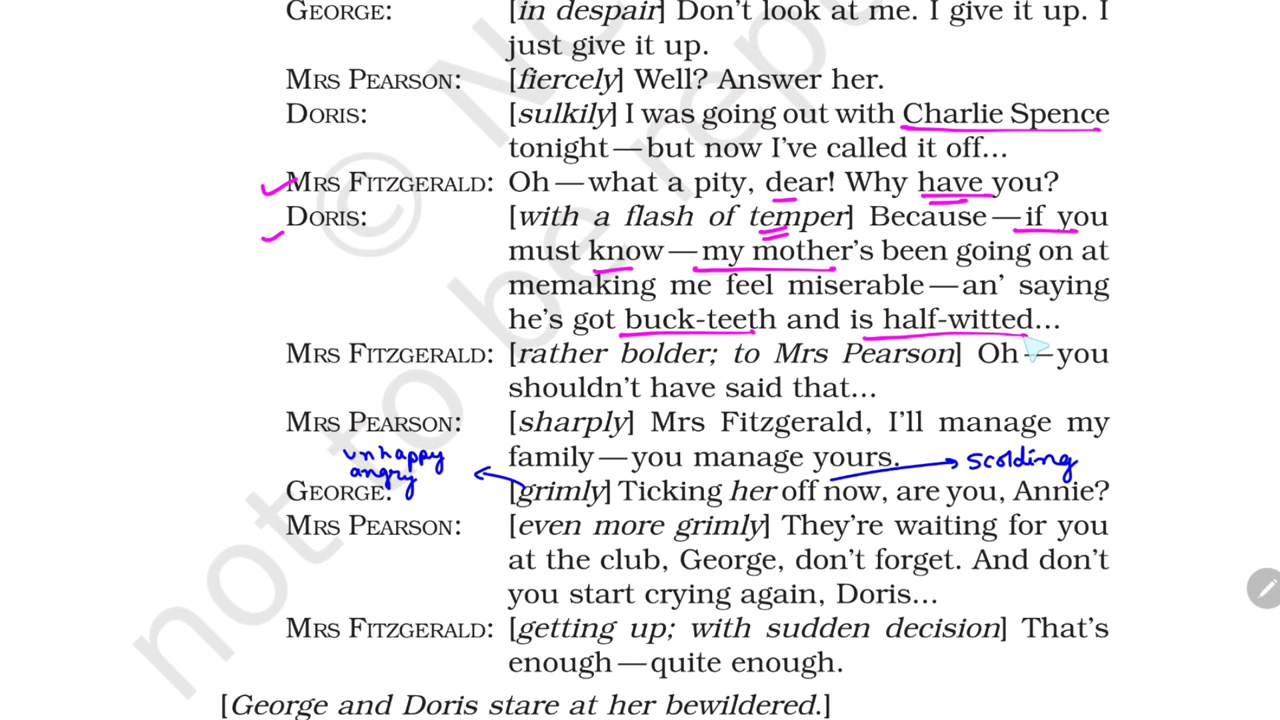 GEORGE: [in despair] Don't look at me. I give it up. I
just give it up.
MRS PEARSON: [fiercely] Well? Answer her.
DORIS: [sulkily] I was going out with Charlie Spence
tonight—but now I've called it off...
MRS FITZGERALD: Oh—what a pity, dear! Why have you?
DORIS: [with a flash of temper] Because—if you
must know—my mother's been going on at
memaking me feel miserable—an' saying
he's got buck-teeth and is half-witted...
MRS FITZGERALD: [rather bolder; to Mrs Pearson] Oh—you
shouldn't have said that...
MRS PEARSON: [sharply] Mrs Fitzgerald, I'll manage my
family—you manage yours.
scolding
unhappy
angry
GEORGE: [grimly] Ticking her off now, are you, Annie?
MRS PEARSON: [even more grimly] They're waiting for you
at the club, George, don't forget. And don't
you start crying again, Doris...
MRS FITZGERALD: [getting up; with sudden decision] That's
enough—quite enough.
[George and Doris stare at her bewildered.]
not to be rep
© N